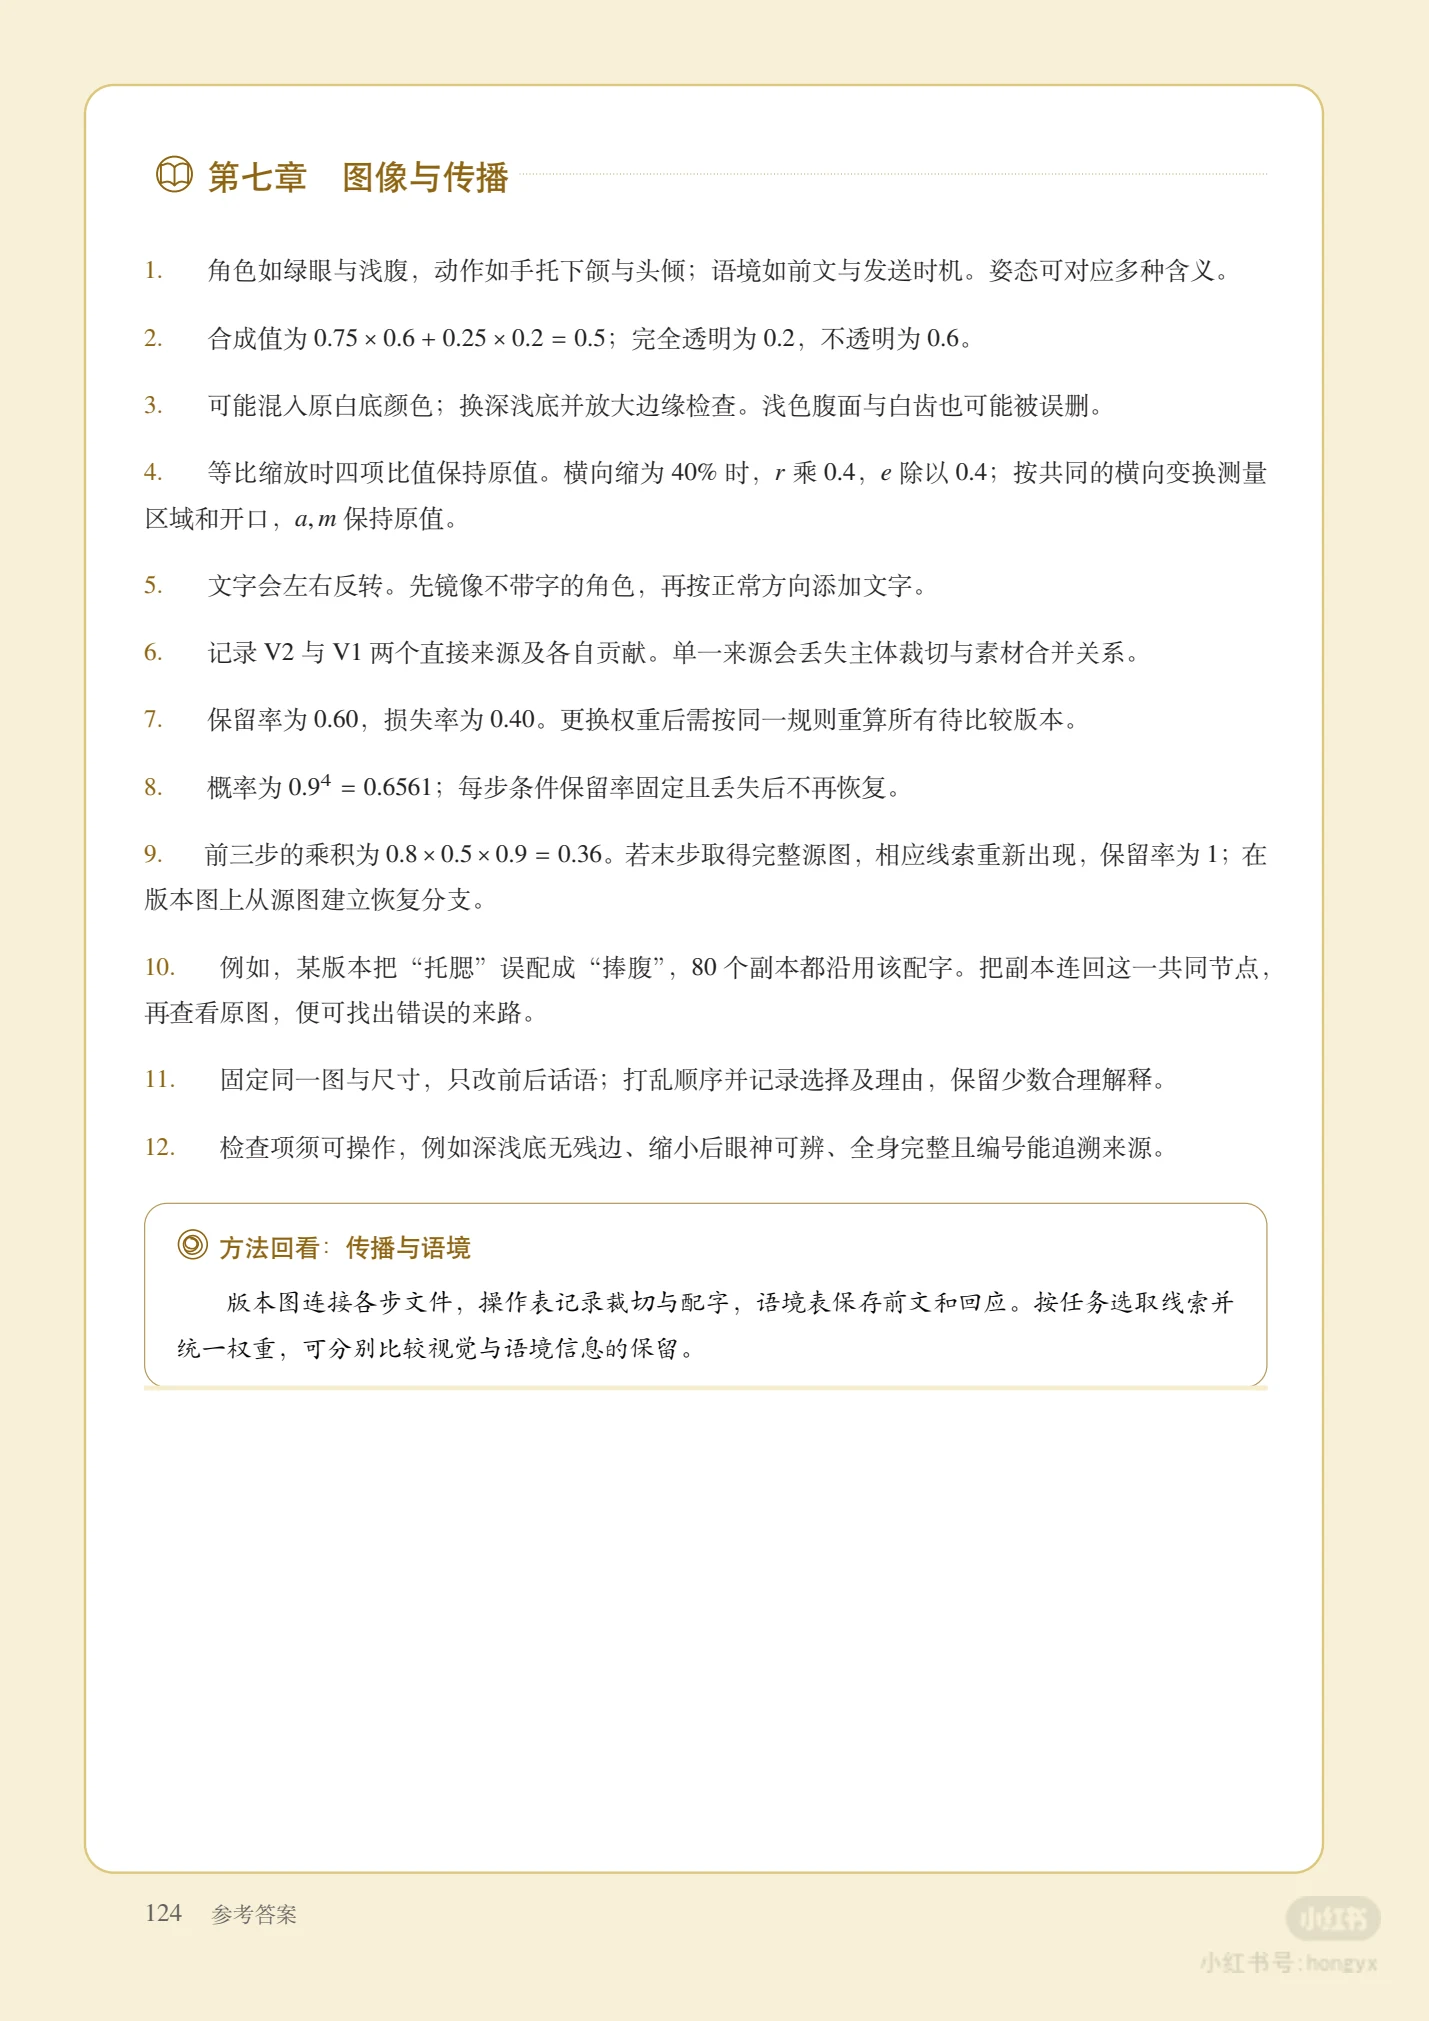 第七章 图像与传播
1. 角色如绿眼与浅腹，动作如手托下颌与头倾；语境如前文与发送时机。姿态可对应多种含义。
2. 合成值为 0.75 × 0.6 + 0.25 × 0.2 = 0.5；完全透明为 0.2，不透明为 0.6。
3. 可能混入原白底颜色；换深浅底并放大边缘检查。浅色腹面与白齿也可能被误删。
4. 等比缩放时四项比值保持原值。横向缩为 40% 时，r 乘 0.4，e 除以 0.4；按共同的横向变换测量
区域和开口，a, m 保持原值。
5. 文字会左右反转。先镜像不带字的角色，再按正常方向添加文字。
6. 记录 V2 与 V1 两个直接来源及各自贡献。单一来源会丢失主体裁切与素材合并关系。
7. 保留率为 0.60，损失率为 0.40。更换权重后需按同一规则重算所有待比较版本。
8. 概率为 0.9⁴ = 0.6561；每步条件保留率固定且丢失后不再恢复。
9. 前三步的乘积为 0.8 × 0.5 × 0.9 = 0.36。若末步取得完整源图，相应线索重新出现，保留率为 1；在
版本图上从源图建立恢复分支。
10. 例如，某版本把“托腮”误配成“捧腹”，80 个副本都沿用该配字。把副本连回这一共同节点，
再查看原图，便可找出错误的来路。
11. 固定同一图与尺寸，只改前后话语；打乱顺序并记录选择及理由，保留少数合理解释。
12. 检查项须可操作，例如深浅底无残边、缩小后眼神可辨、全身完整且编号能追溯来源。
方法回看：传播与语境
版本图连接各步文件，操作表记录裁切与配字，语境表保存前文和回应。按任务选取线索并
统一权重，可分别比较视觉与语境信息的保留。
124 参考答案
小红书
小红书号:hongyx